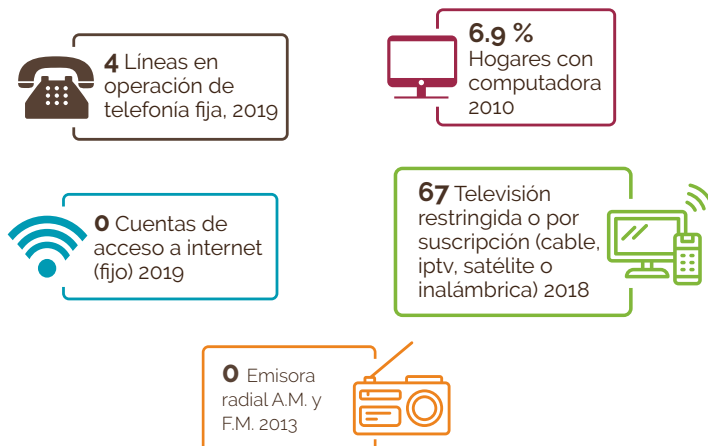 4 Líneas en
operación de
telefonía fija, 2019
6.9 %
Hogares con
computadora
2010
0 Cuentas de
acceso a internet
(fijo) 2019
67 Televisión
restringida o por
suscripción (cable,
iptv, satélite o
inalámbrica) 2018
0 Emisora
radial A.M. y
F.M. 2013